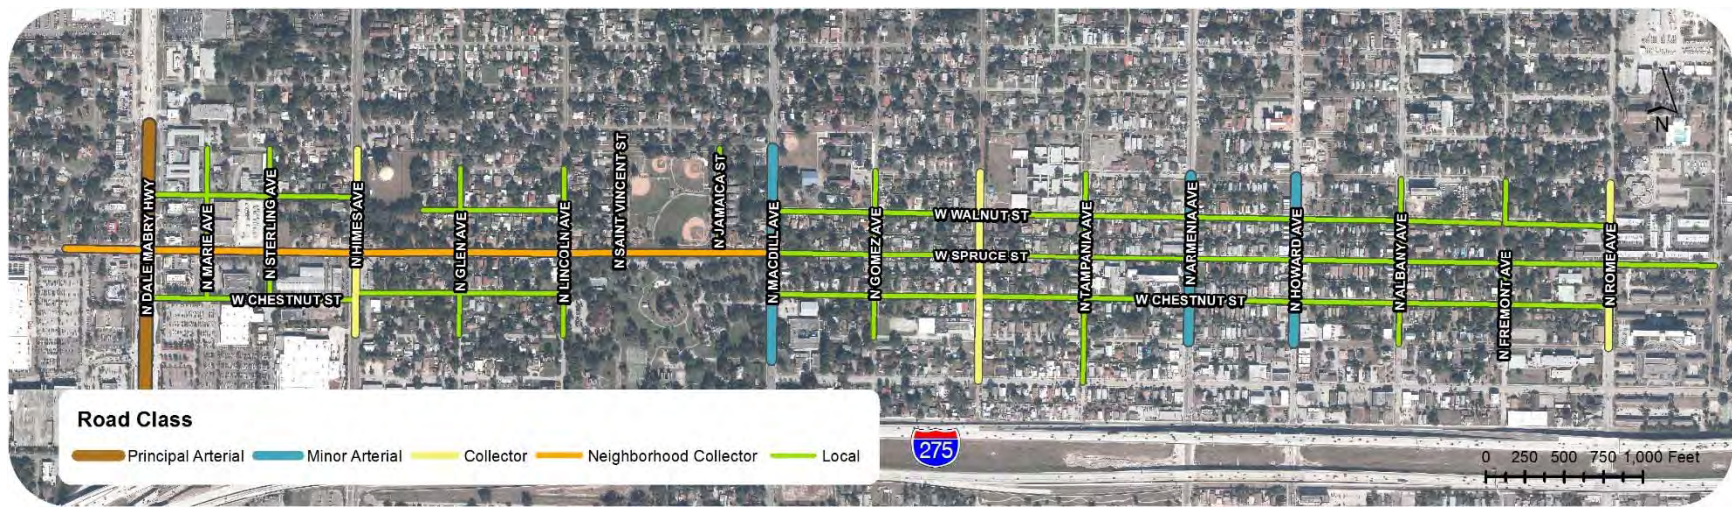 N DALE MABRY HWY
N MARIE AVE
N STERLING AVE
N HIMES AVE
N GLEN AVE
N LINCOLN AVE
N SAINT VINCENT ST
N JAMAICA ST
N MACDILL AVE
N GOMEZ AVE
W WALNUT ST
W SPRUCE ST
N TAMPANIA AVE
N ARMENIA AVE
N HOWARD AVE
N ALBANY AVE
N FREMONT AVE
N ROME AVE
N
W CHESTNUT ST
W CHESTNUT ST
Road Class
Principal Arterial
Minor Arterial
Collector
Neighborhood Collector
Local
275
0 250 500 750 1,000 Feet